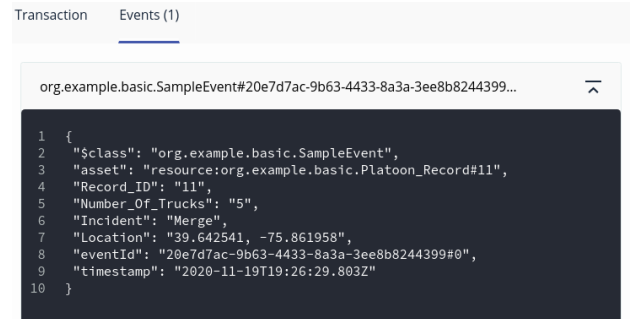 Transaction Events (1)
org.example.basic.SampleEvent#20e7d7ac-9b63-4433-8a3a-3ee8b8244399...
1 {
2 "$class": "org.example.basic.SampleEvent",
3 "asset": "resource:org.example.basic.Platoon_Record#11",
4 "Record_ID": "11",
5 "Number_Of_Trucks": "5",
6 "Incident": "Merge",
7 "Location": "39.642541, -75.861958",
8 "eventId": "20e7d7ac-9b63-4433-8a3a-3ee8b8244399#0",
9 "timestamp": "2020-11-19T19:26:29.803Z"
10 }